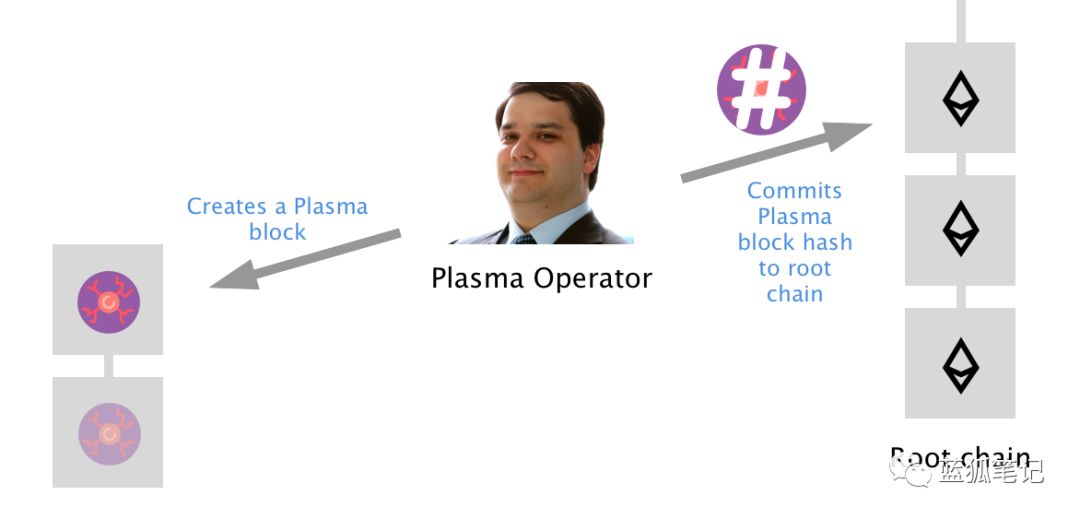 Creates a Plasma
block
Plasma Operator
#
Commits
Plasma
block hash
to root
chain
Root chain
蓝狐笔记